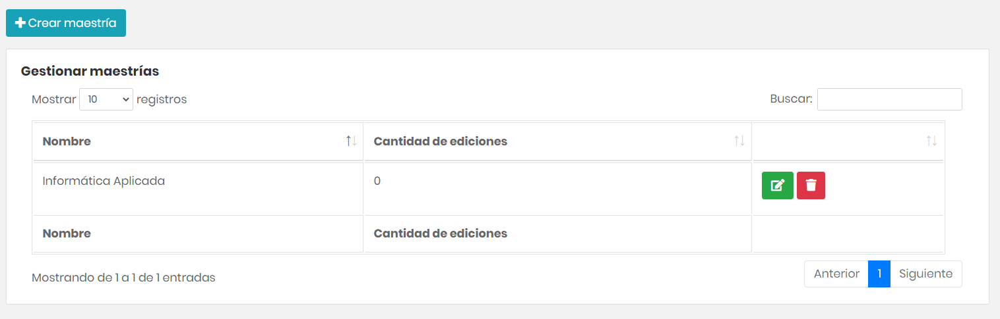 Crear maestría
Gestionar maestrías
Mostrar 10 registros Buscar:
Nombre Cantidad de ediciones
Informática Aplicada 0
Nombre Cantidad de ediciones
Mostrando de 1 a 1 de 1 entradas Anterior 1 Siguiente